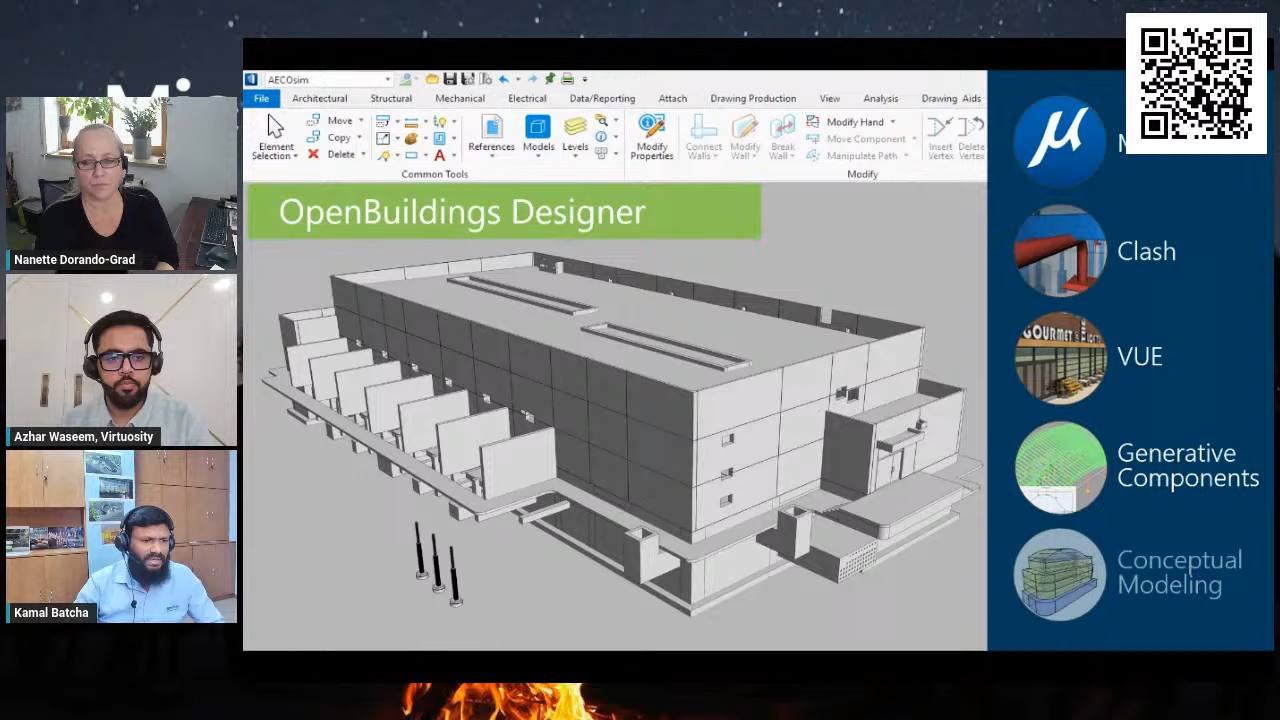 Mi
Nanette Dorando-Grad
Azhar Waseem, Virtuosity
Kamal Batcha
AECOsim
File Architectural Structural Mechanical Electrical Data/Reporting Attach Drawing Production View Analysis Drawing Aids
Element
Selection
Move
Copy
Delete
References
Models
Levels
Modify
Properties
Connect
Walls
Modify
Wall
Break
Wall
Modify Hand
Move Component
Manipulate Path
Insert
Vertex
Delete
Vertex
Common Tools
Modify
OpenBuildings Designer
Clash
GOURMET
VUE
Generative
Components
Conceptual
Modeling